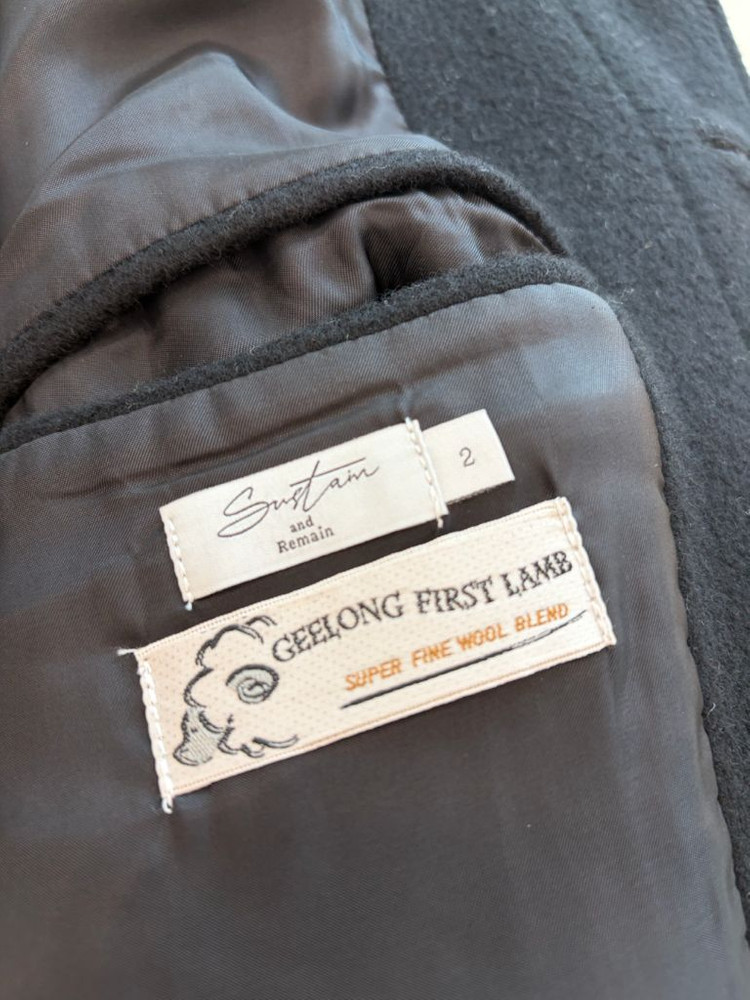 Sustain
and
Remain
2
GEELONG FIRST LAMB
SUPER FINE WOOL BLEND